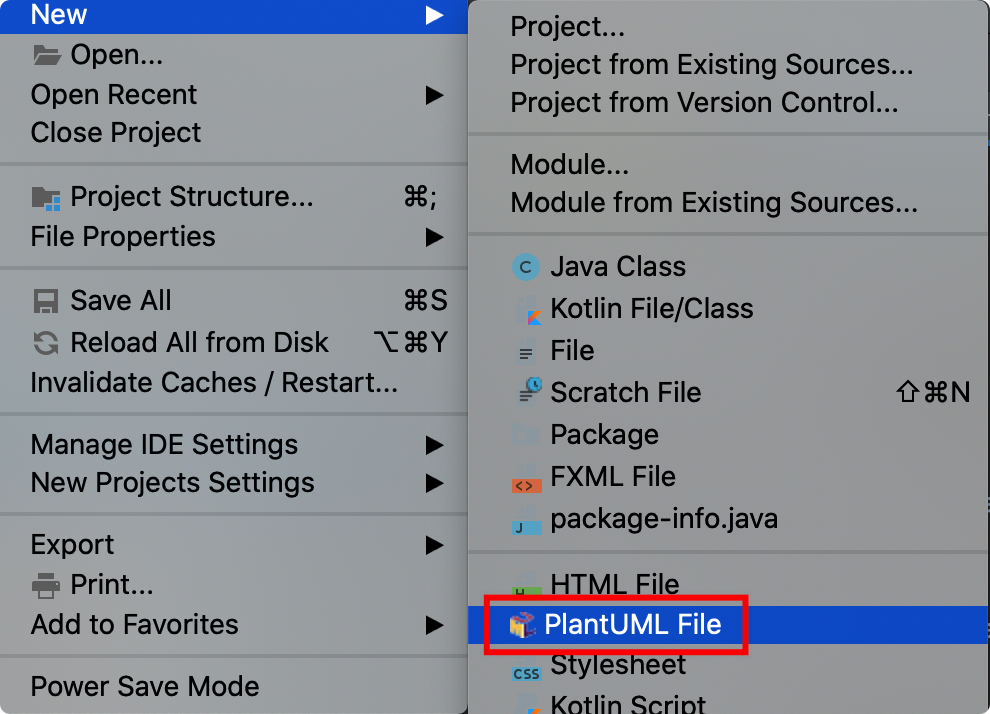 New
Open...
Open Recent
Close Project
Project Structure... ⌘;
File Properties
Save All ⌘S
Reload All from Disk ⌥⌘Y
Invalidate Caches / Restart...
Manage IDE Settings
New Projects Settings
Export
Print...
Add to Favorites
Power Save Mode
Project...
Project from Existing Sources...
Project from Version Control...
Module...
Module from Existing Sources...
C Java Class
Kotlin File/Class
File
Scratch File ⇧⌘N
Package
<> FXML File
J package-info.java
H HTML File
PlantUML File
CSS Stylesheet
Kotlin Script